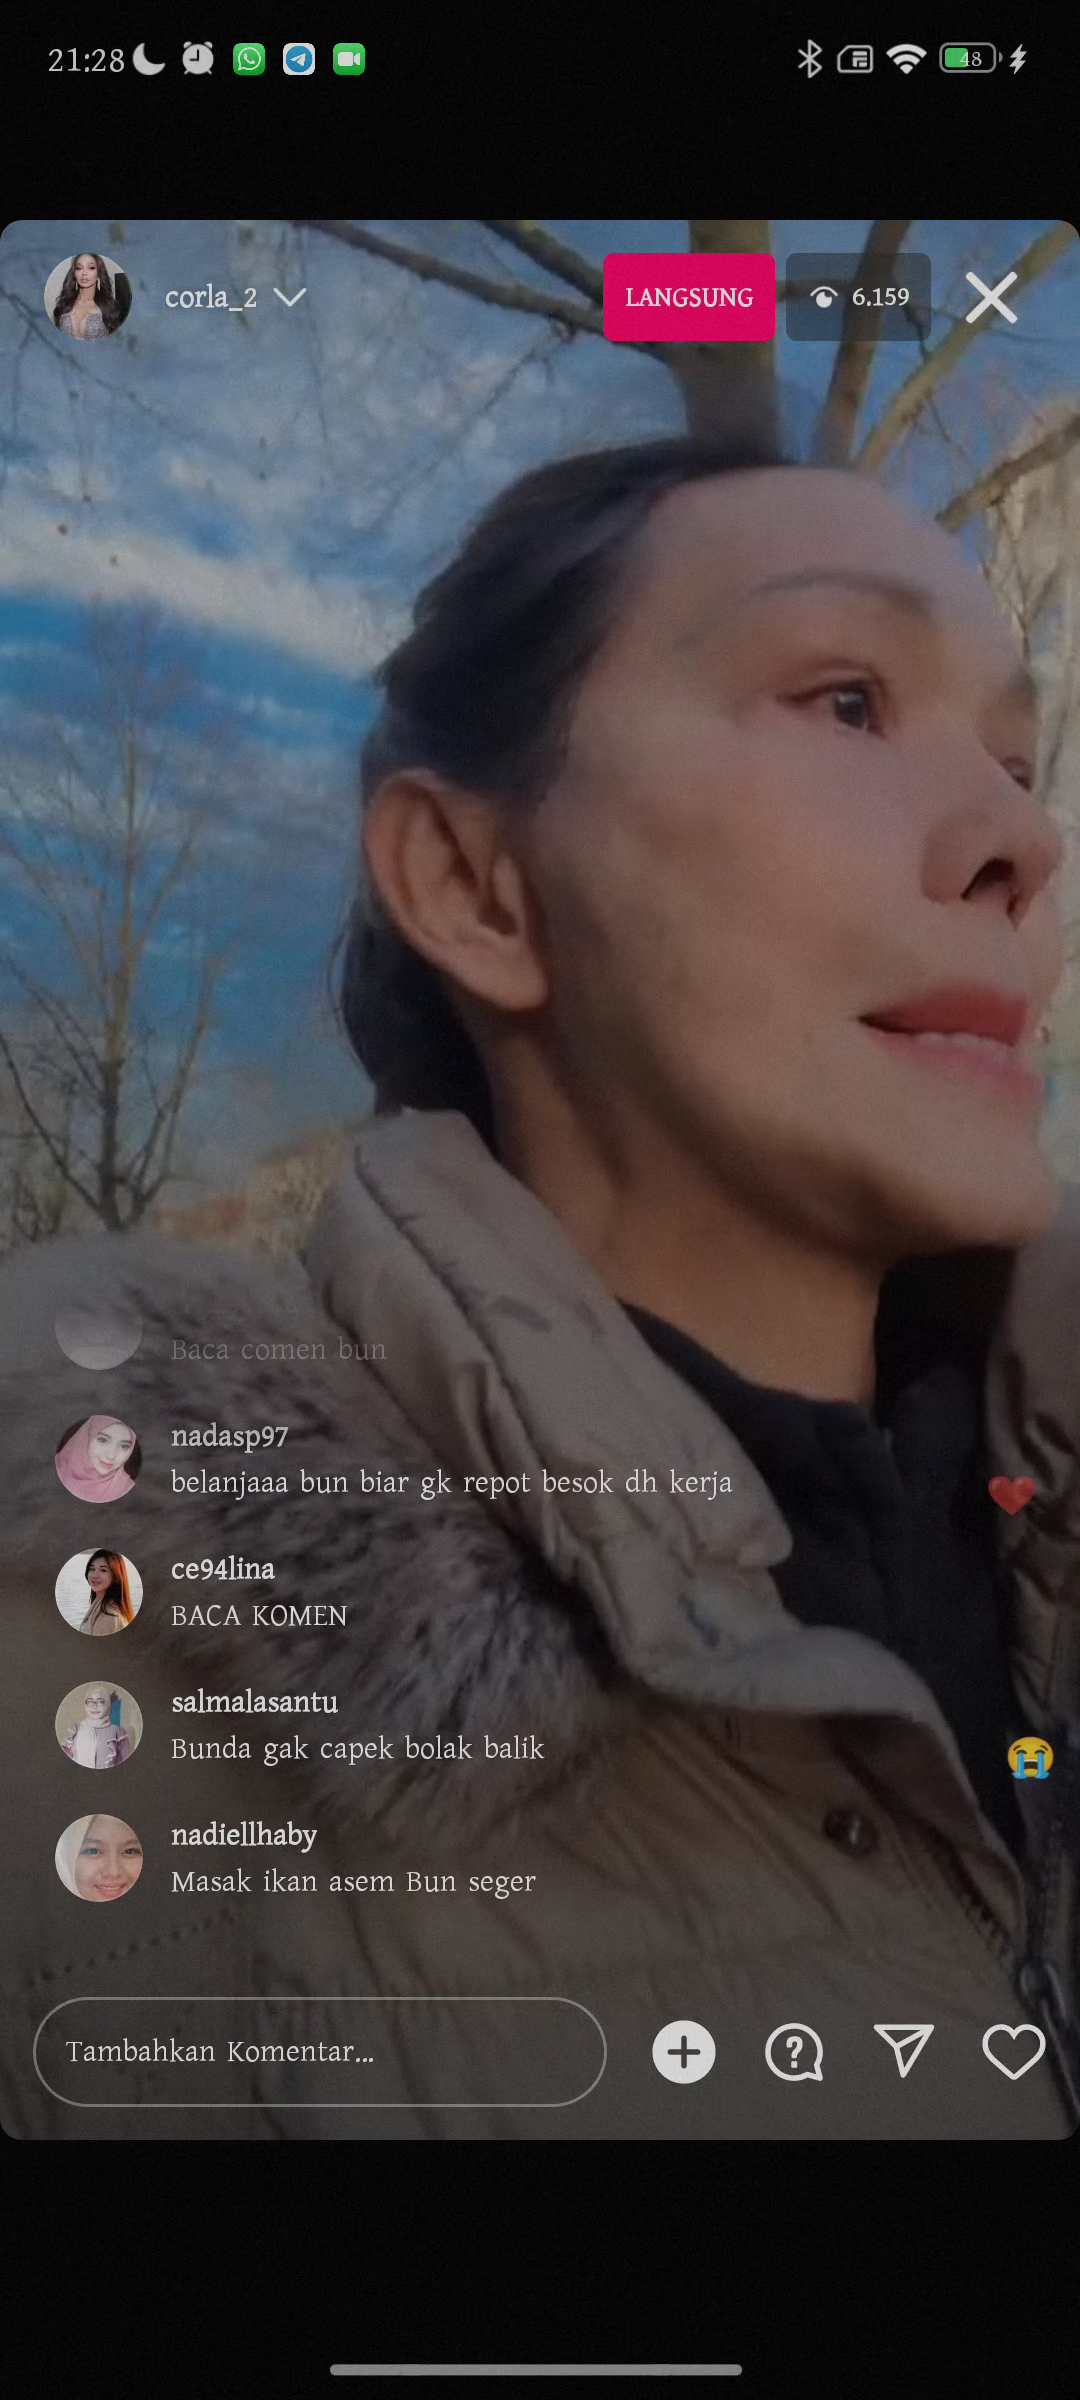 21:28
48
corla_2
LANGSUNG
6.159
Baca comen bun
nadasp97
belanjaaa bun biar gk repot besok dh kerja
ce94lina
BACA KOMEN
salmalasantu
Bunda gak capek bolak balik
nadiellhaby
Masak ikan asem Bun seger
Tambahkan Komentar...